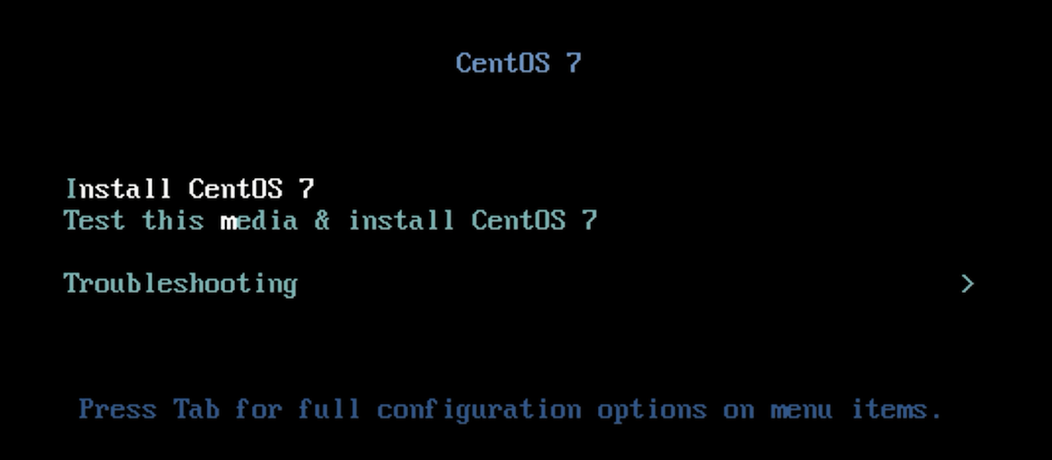 CentOS 7
Install CentOS 7
Test this media & install CentOS 7
Troubleshooting >
Press Tab for full configuration options on menu items.